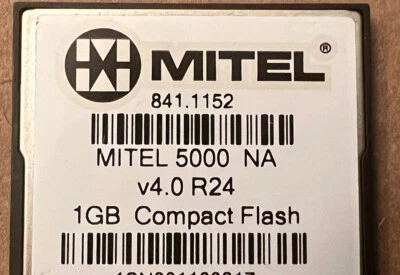 MITEL®
841.1152
MITEL 5000 NA
v4.0 R24
1GB Compact Flash